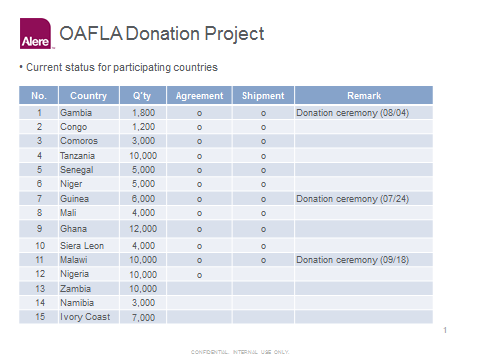 Alere
OAFLA Donation Project
• Current status for participating countries
No. Country Q'ty Agreement Shipment Remark
1 Gambia 1,800 o o Donation ceremony (08/04)
2 Congo 1,200 o o
3 Comoros 3,000 o o
4 Tanzania 10,000 o o
5 Senegal 5,000 o o
6 Niger 5,000 o o
7 Guinea 6,000 o o Donation ceremony (07/24)
8 Mali 4,000 o o
9 Ghana 12,000 o o
10 Siera Leon 4,000 o o
11 Malawi 10,000 o o Donation ceremony (09/18)
12 Nigeria 10,000 o
13 Zambia 10,000
14 Namibia 3,000
15 Ivory Coast 7,000
1
CONFIDENTIAL. INTERNAL USE ONLY.